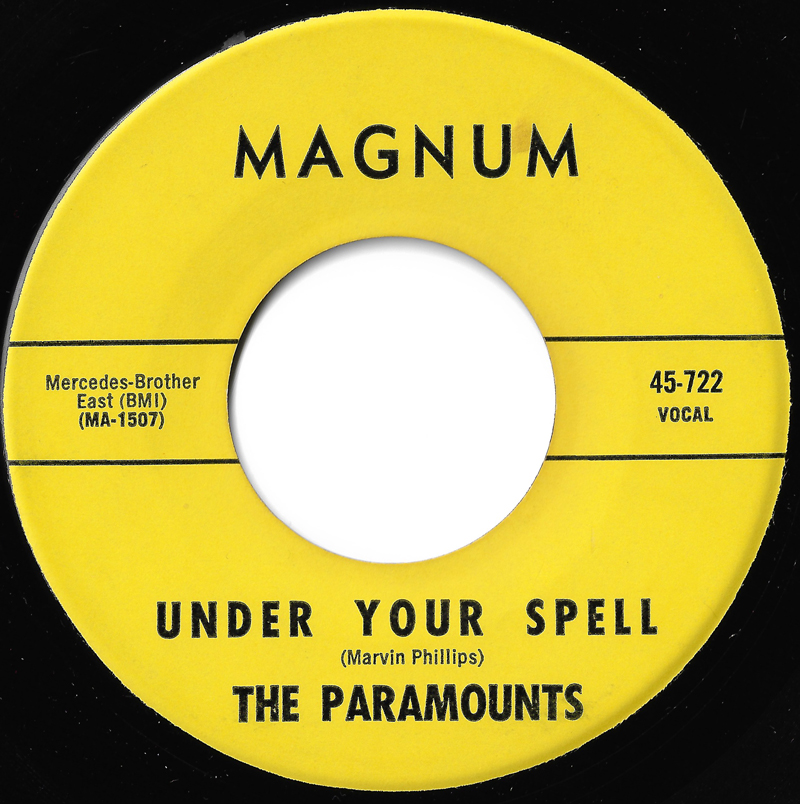 MAGNUM
Mercedes-Brother
East (BMI)
(MA-1507)
45-722
VOCAL
UNDER YOUR SPELL
(Marvin Phillips)
THE PARAMOUNTS